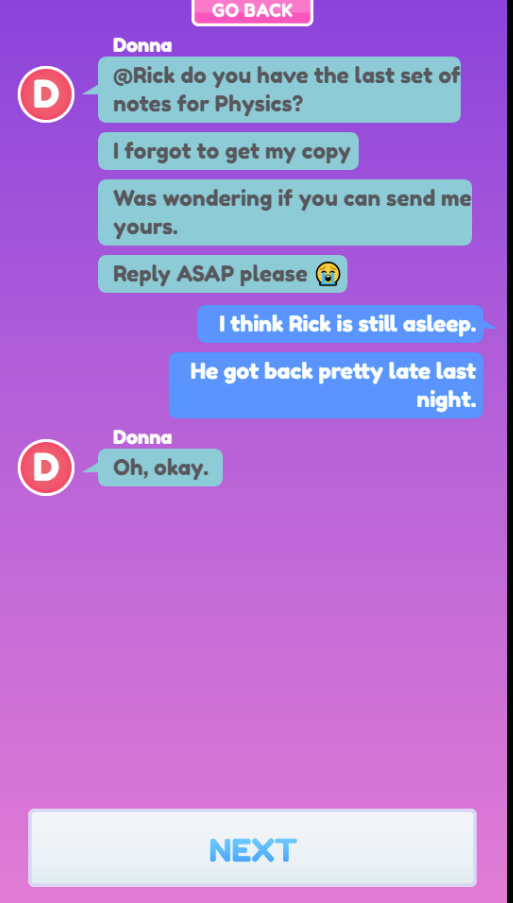 GO BACK
Donna
@Rick do you have the last set of
notes for Physics?
I forgot to get my copy
Was wondering if you can send me
yours.
Reply ASAP please 😭
I think Rick is still asleep.
He got back pretty late last
night.
Donna
Oh, okay.
D
D
NEXT